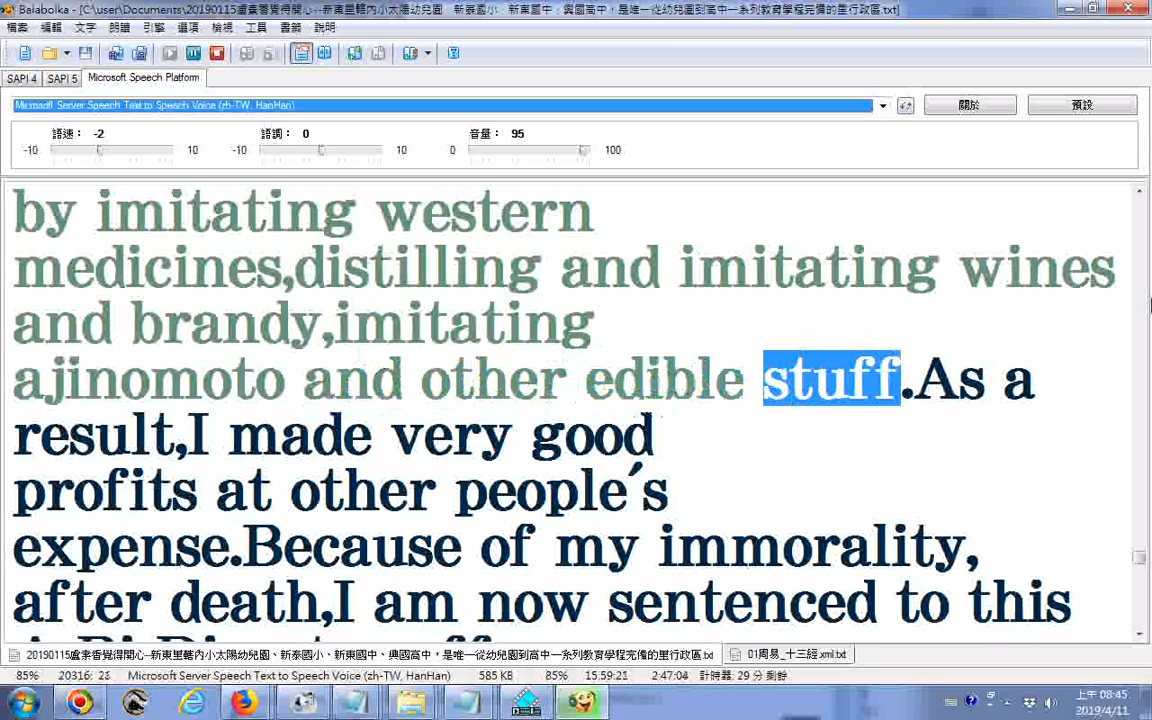 Balabolka - [C:\user\Documents\20190115盧素香覺得開心--新東里轄內小太陽幼兒園、新泰國小、新東國中、興國高中，是唯一從幼兒園到高中一系列教育學程完備的里行政區.txt]
檔案 編輯 文字 朗讀 引擎 選項 檢視 工具 書籤 說明
SAPI 4 SAPI 5 Microsoft Speech Platform
Microsoft Server Speech Text to Speech Voice (zh-TW, HanHan) 關於 預設
語速： -2 語調： 0 音量： 95
-10 10 -10 10 0 100
by imitating western
medicines,distilling and imitating wines
and brandy,imitating
ajinomoto and other edible stuff.As a
result,I made very good
profits at other people's
expense.Because of my immorality,
after death,I am now sentenced to this
20190115盧素香覺得開心--新東里轄內小太陽幼兒園、新泰國小、新東國中、興國高中，是唯一從幼兒園到高中一系列教育學程完備的里行政區.txt 01周易_十三經.xml.txt
85% 20316: 28 Microsoft Server Speech Text to Speech Voice (zh-TW, HanHan) 585 KB 85% 15:59:21 2:47:04 計時器: 29 分 剩餘
上午 08:45
2019/4/11